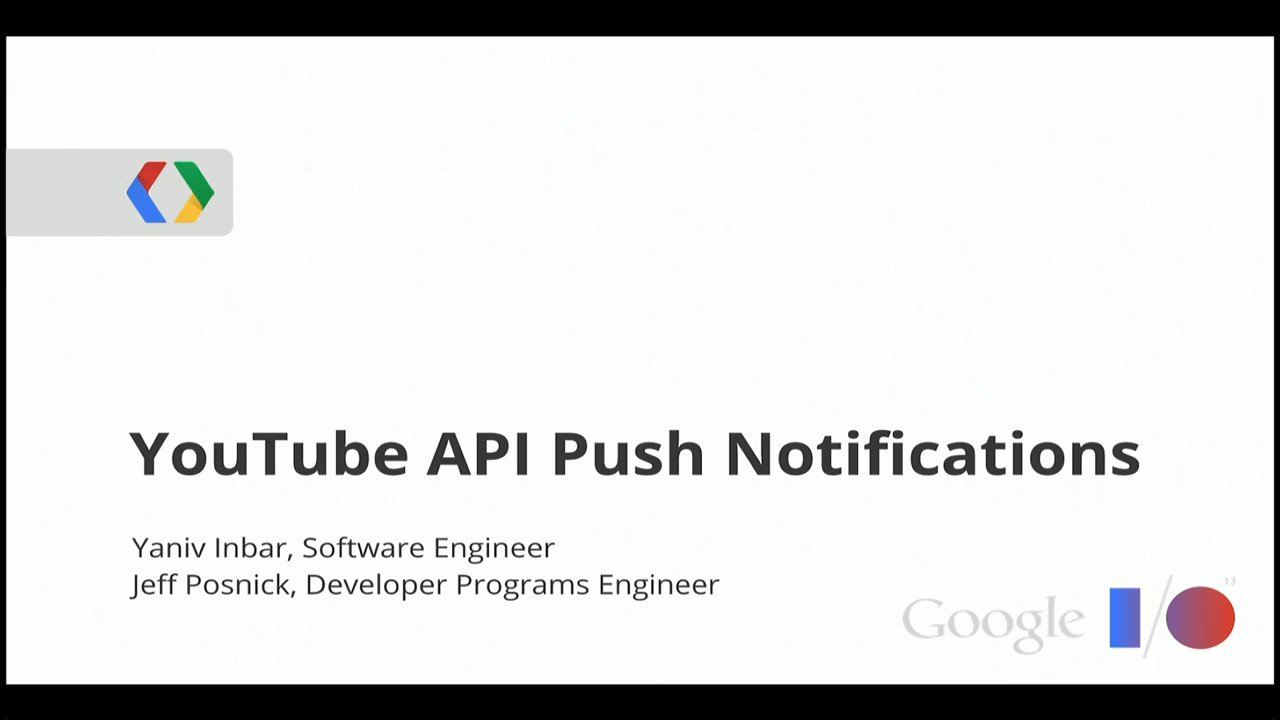 YouTube API Push Notifications
Yaniv Inbar, Software Engineer
Jeff Posnick, Developer Programs Engineer
Google I/O 13